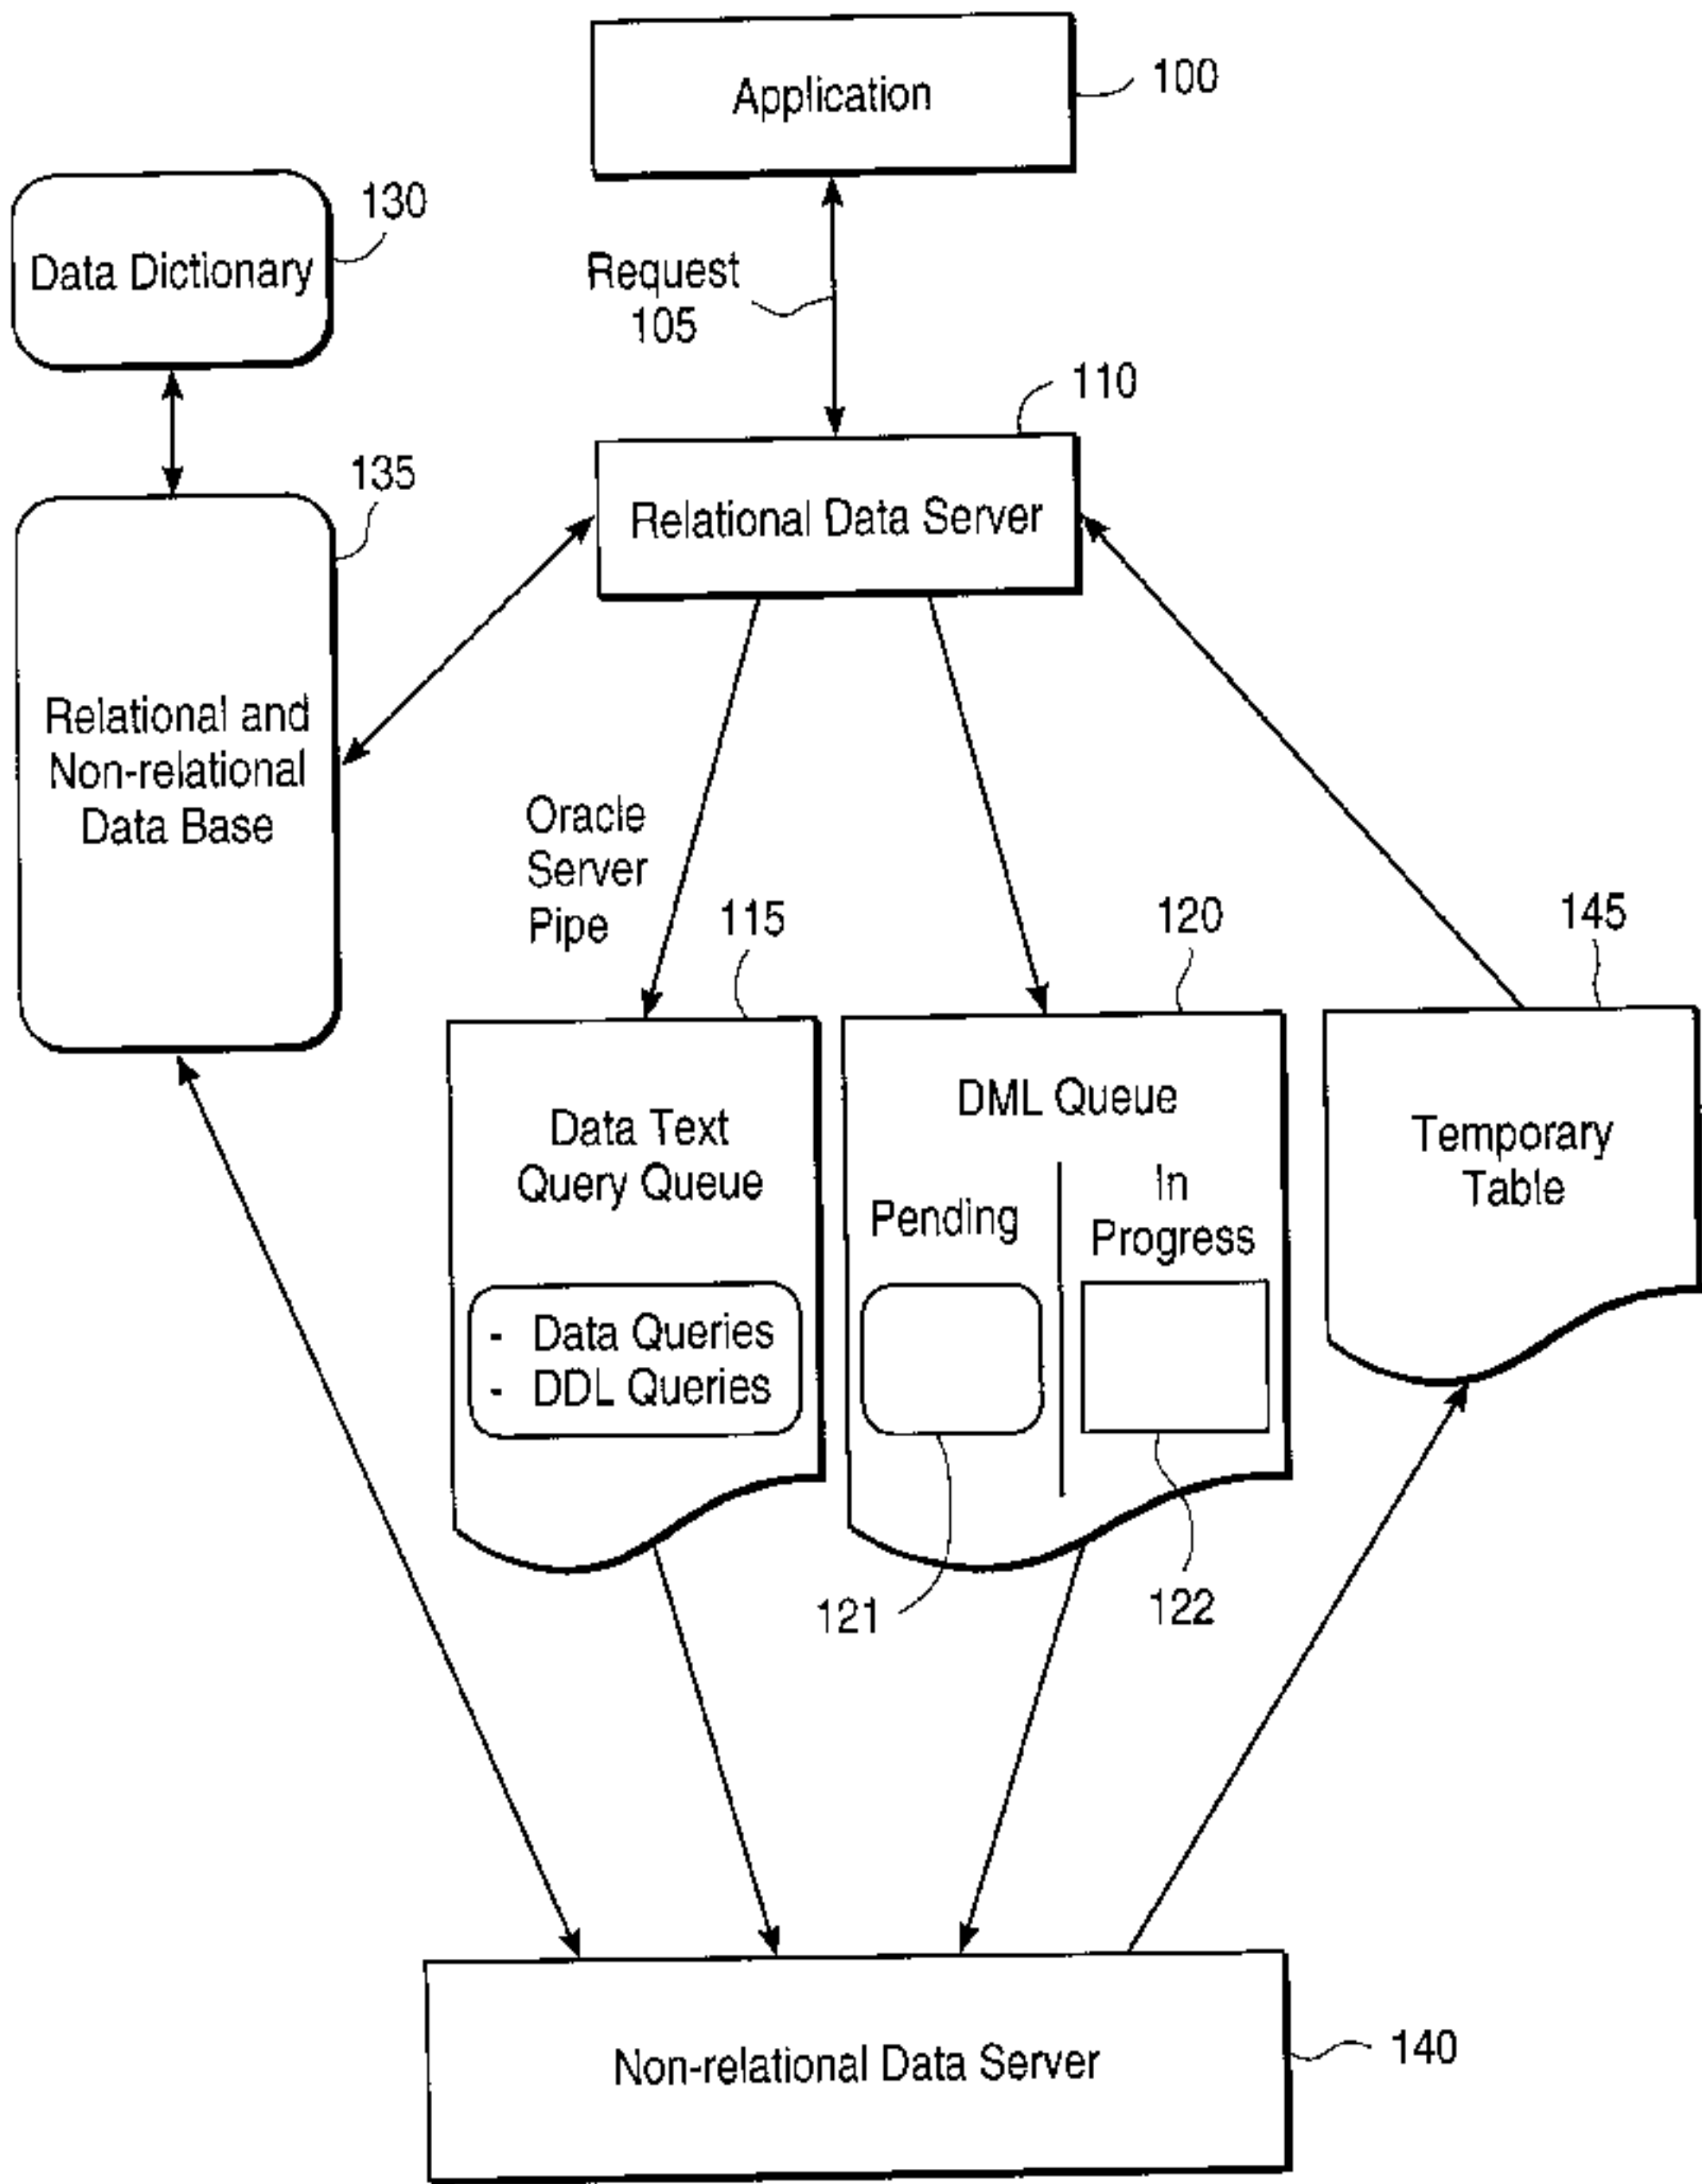 Application
100
130
Data Dictionary
Request
105
110
135
Relational Data Server
Relational and
Non-relational
Data Base
Oracle
Server
Pipe
115
120
145
Data Text
Query Queue
- Data Queries
- DDL Queries
DML Queue
Pending
In
Progress
Temporary
Table
121
122
Non-relational Data Server
140